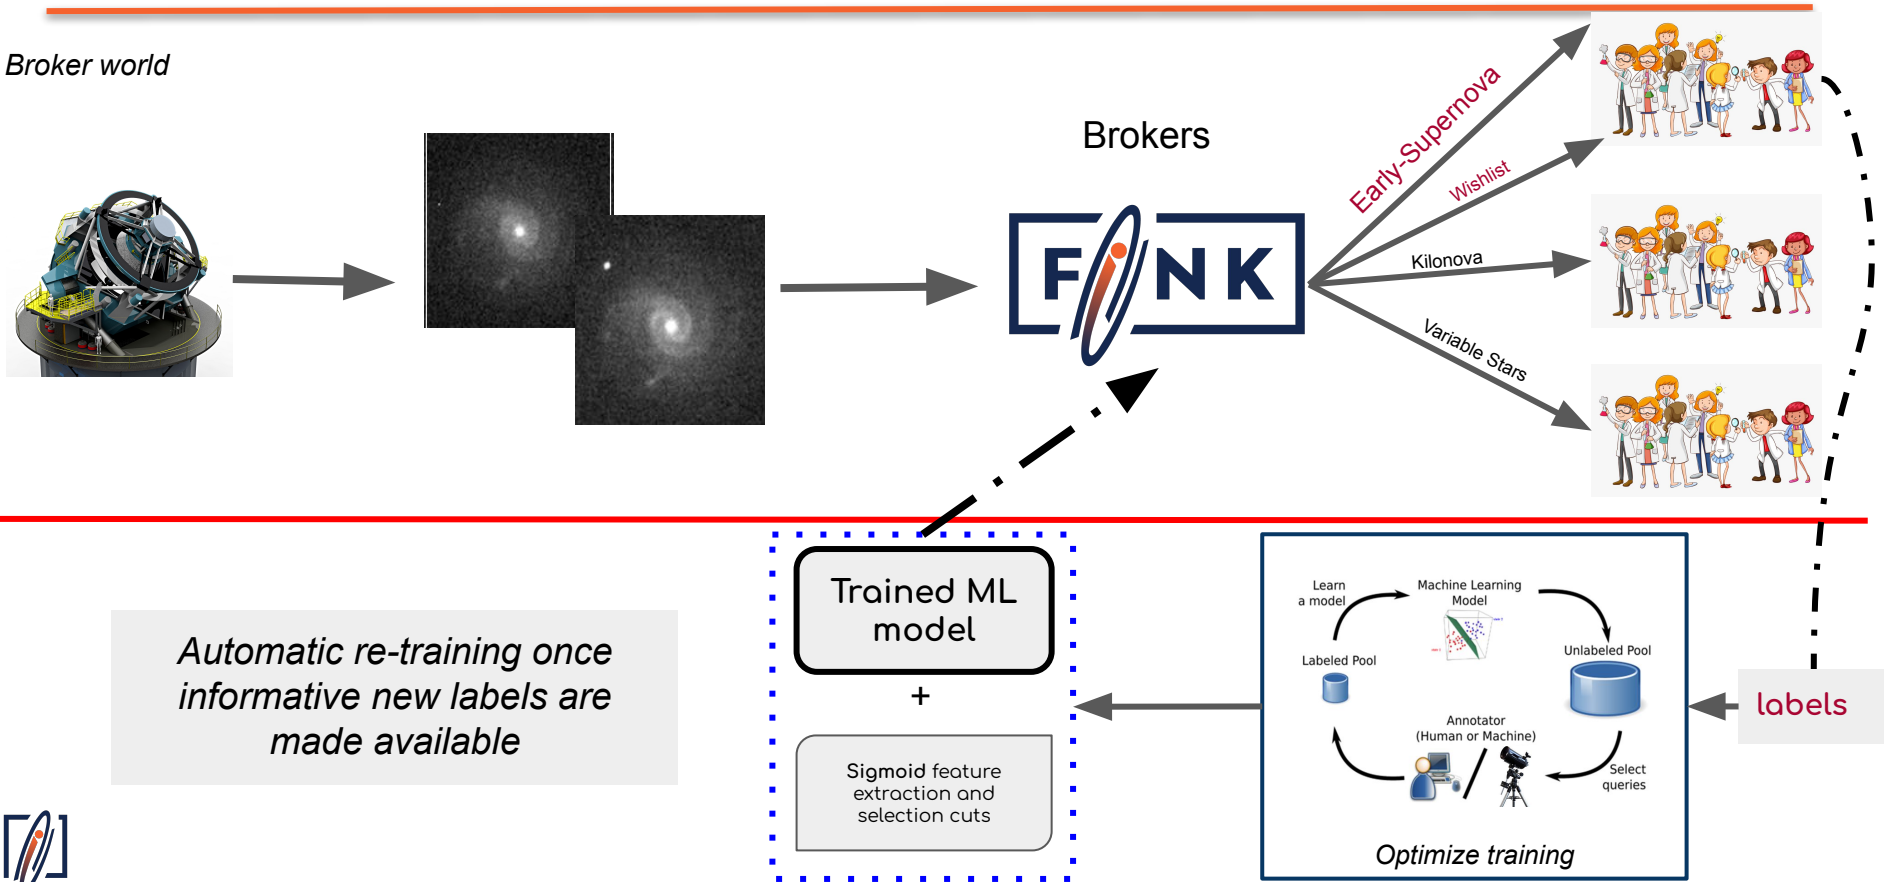 Broker world
Brokers
FINK
Early-Supernova
Wishlist
Kilonova
Variable Stars
Automatic re-training once
informative new labels are
made available
Trained ML
model
+
Sigmoid feature
extraction and
selection cuts
Learn
a model
Machine Learning
Model
Labeled Pool
Unlabeled Pool
Annotator
(Human or Machine)
Select
queries
Optimize training
labels